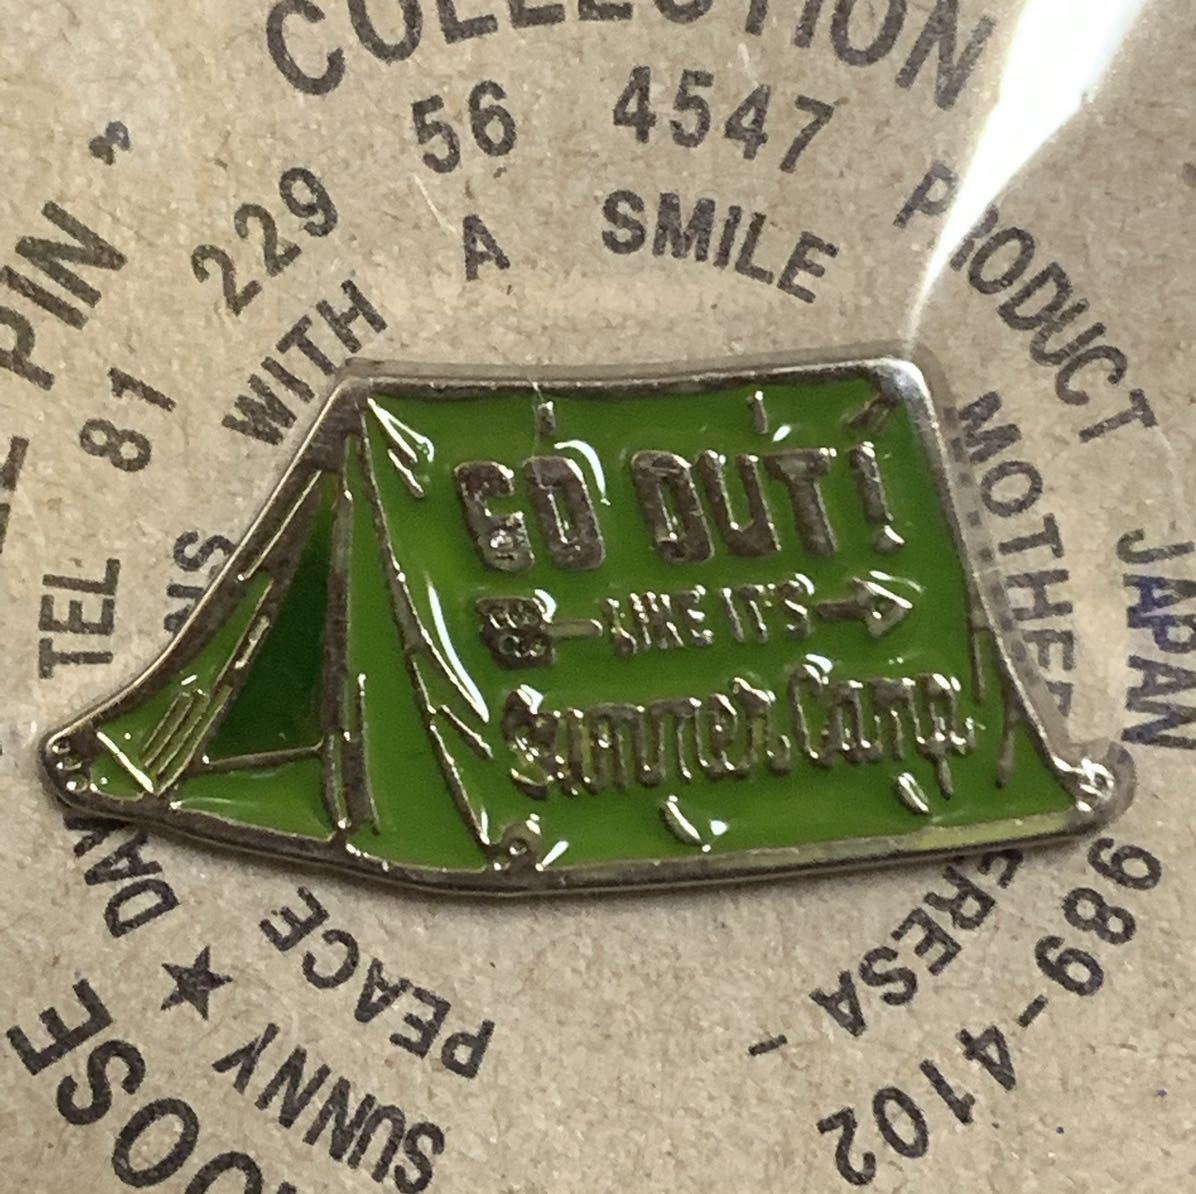 COLLECTION
56 4547
PIN
229
A SMILE
PRODUCT
WITH
81
TEL
MOTHER
JAPAN
GO OUT!
LIKE IT'S
Summer Camp
989-4102
ERESA -
PEACE
SUNNY ★ DAY